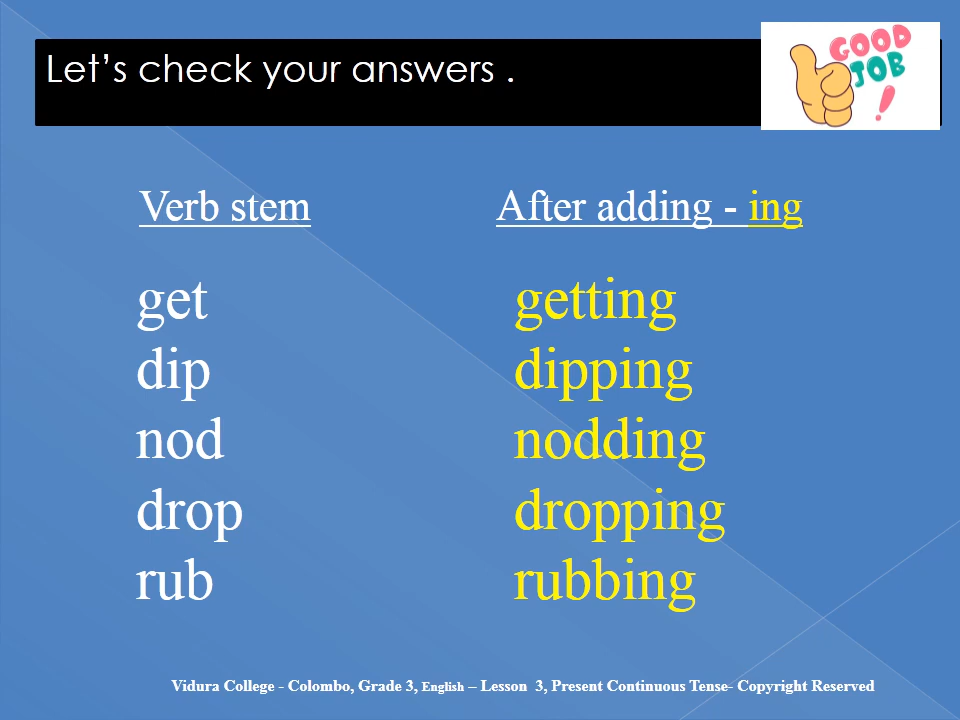 Let's check your answers .
GOOD
JOB
!
Verb stem After adding - ing
get getting
dip dipping
nod nodding
drop dropping
rub rubbing
Vidura College - Colombo, Grade 3, English – Lesson 3, Present Continuous Tense- Copyright Reserved